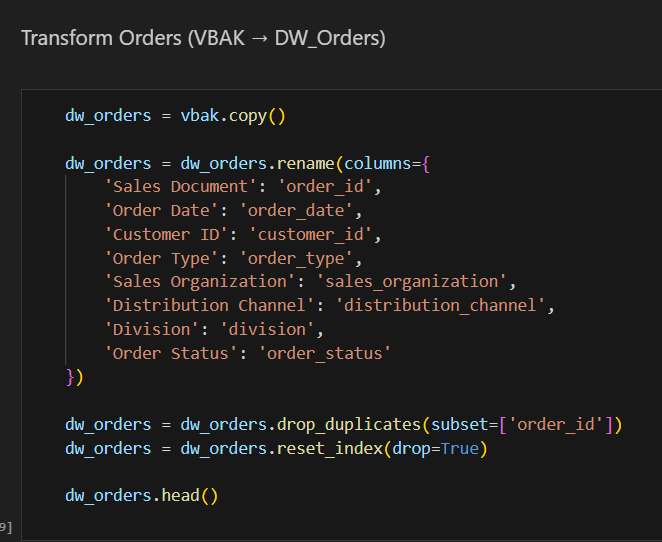 Transform Orders (VBAK → DW_Orders)
dw_orders = vbak.copy()
dw_orders = dw_orders.rename(columns={
    'Sales Document': 'order_id',
    'Order Date': 'order_date',
    'Customer ID': 'customer_id',
    'Order Type': 'order_type',
    'Sales Organization': 'sales_organization',
    'Distribution Channel': 'distribution_channel',
    'Division': 'division',
    'Order Status': 'order_status'
})
dw_orders = dw_orders.drop_duplicates(subset=['order_id'])
dw_orders = dw_orders.reset_index(drop=True)
dw_orders.head()
9]